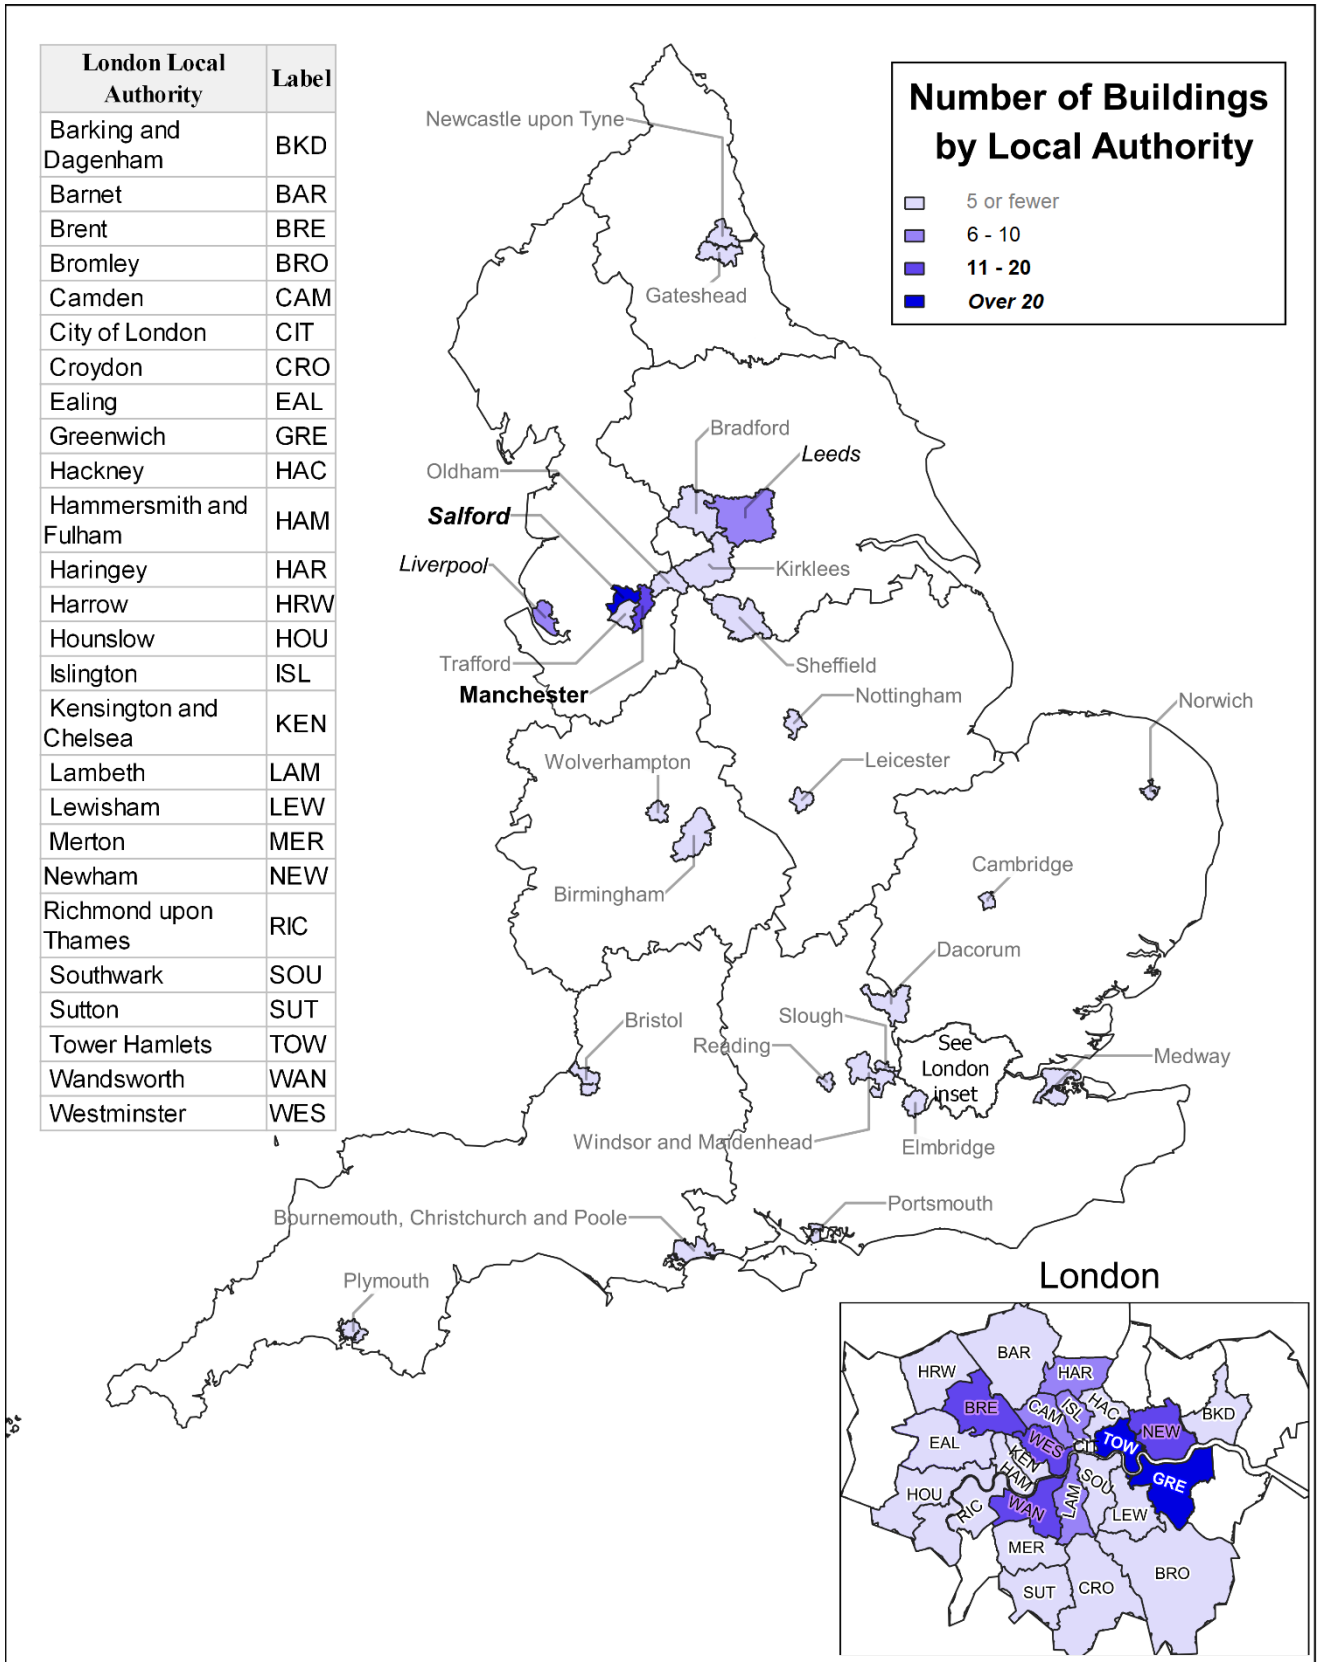 London Local
Authority
Label
Barking and
Dagenham
BKD
Barnet BAR
Brent BRE
Bromley BRO
Camden CAM
City of London CIT
Croydon CRO
Ealing EAL
Greenwich GRE
Hackney HAC
Hammersmith and
Fulham
HAM
Haringey HAR
Harrow HRW
Hounslow HOU
Islington ISL
Kensington and
Chelsea
KEN
Lambeth LAM
Lewisham LEW
Merton MER
Newham NEW
Richmond upon
Thames
RIC
Southwark SOU
Sutton SUT
Tower Hamlets TOW
Wandsworth WAN
Westminster WES
Number of Buildings
by Local Authority
5 or fewer
6 - 10
11 - 20
Over 20
Newcastle upon Tyne
Gateshead
Bradford
Leeds
Oldham
Salford
Liverpool
Kirklees
Trafford
Sheffield
Manchester
Nottingham
Norwich
Wolverhampton
Leicester
Birmingham
Cambridge
Dacorum
Slough
Bristol
Reading
See
London
inset
Medway
Windsor and Maidenhead
Elmbridge
Portsmouth
Bournemouth, Christchurch and Poole
Plymouth
London
BAR
HRW
HAR
BRE
CAM
ISL
HAC
BKD
NEW
TOW
CIT
WES
EAL
KEN
HAM
GRE
SOU
HOU
RIC
WAN
LAM
LEW
MER
BRO
SUT
CRO